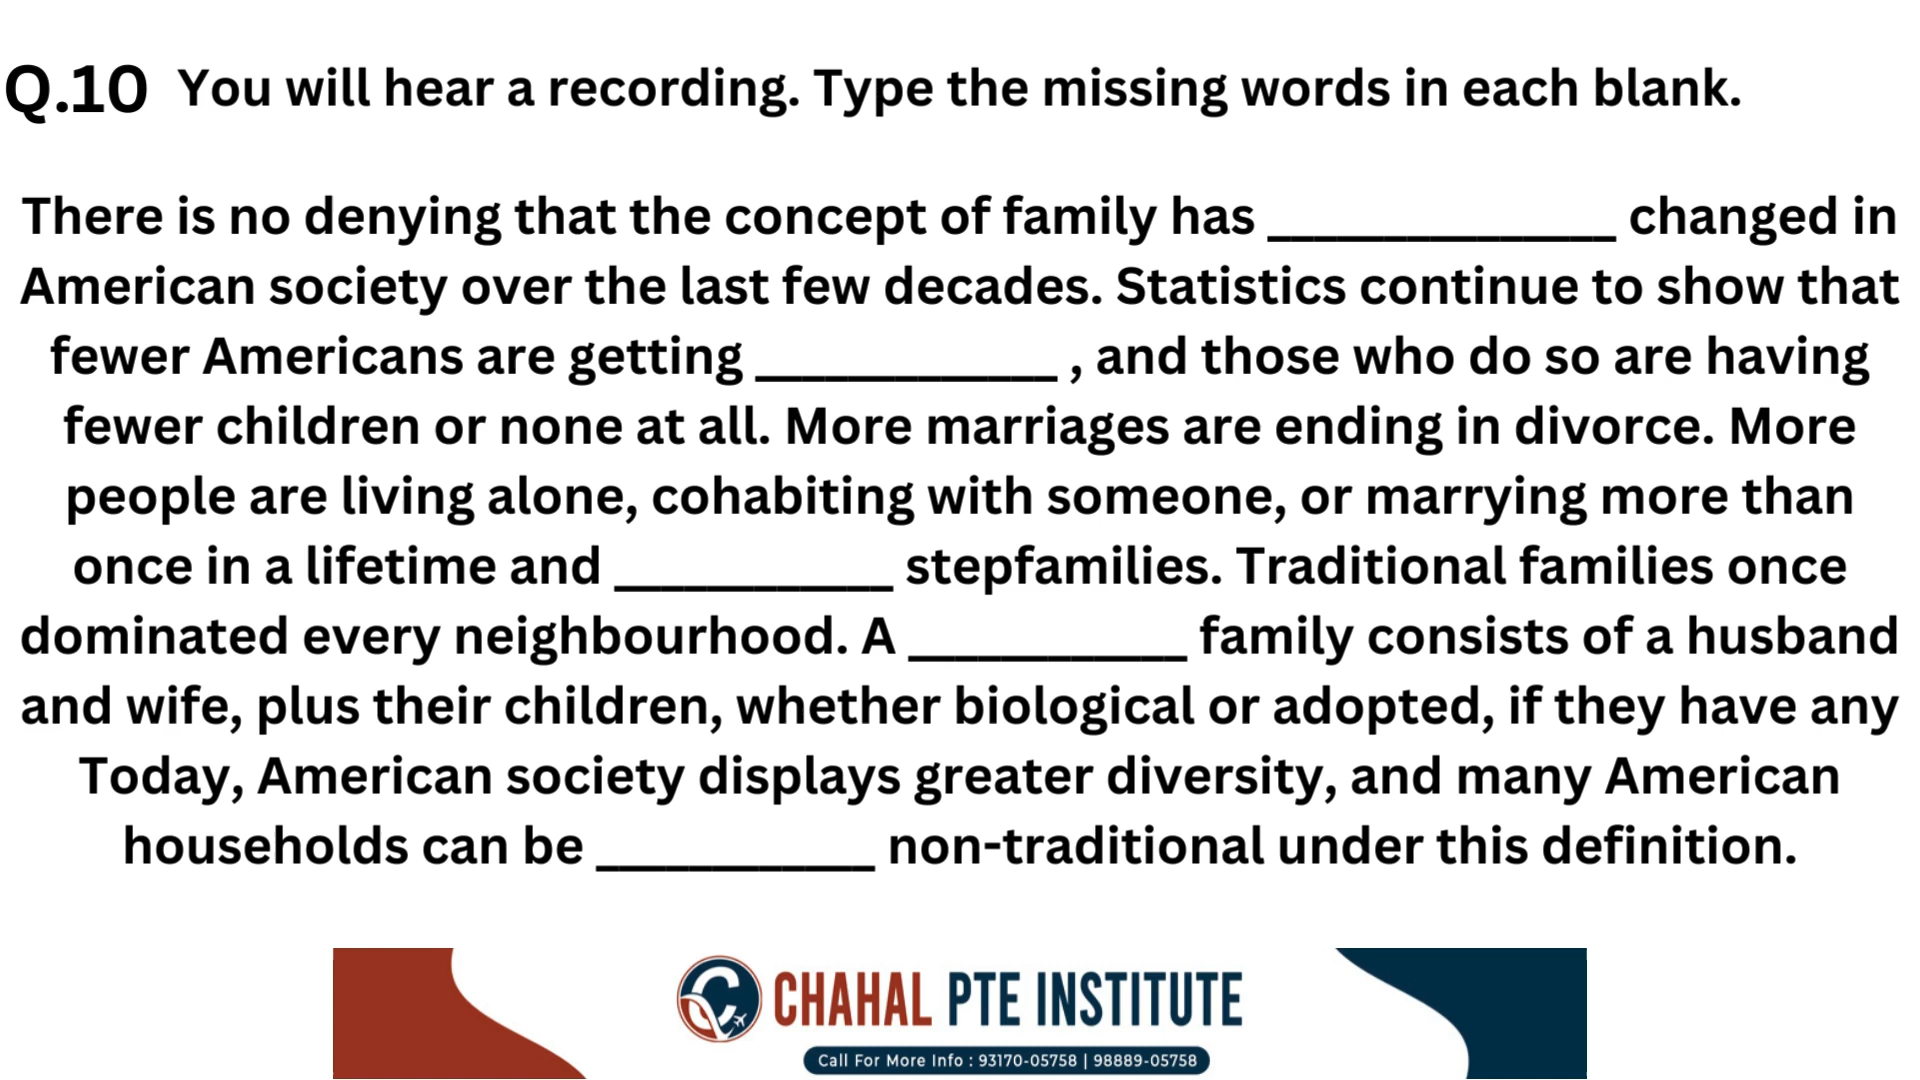 Q.10 You will hear a recording. Type the missing words in each blank.
There is no denying that the concept of family has _______________ changed in
American society over the last few decades. Statistics continue to show that
fewer Americans are getting _____________ , and those who do so are having
fewer children or none at all. More marriages are ending in divorce. More
people are living alone, cohabiting with someone, or marrying more than
once in a lifetime and ____________ stepfamilies. Traditional families once
dominated every neighbourhood. A ____________ family consists of a husband
and wife, plus their children, whether biological or adopted, if they have any
Today, American society displays greater diversity, and many American
households can be ____________ non-traditional under this definition.
CHAHAL PTE INSTITUTE
Call For More Info : 93170-05758 | 98889-05758